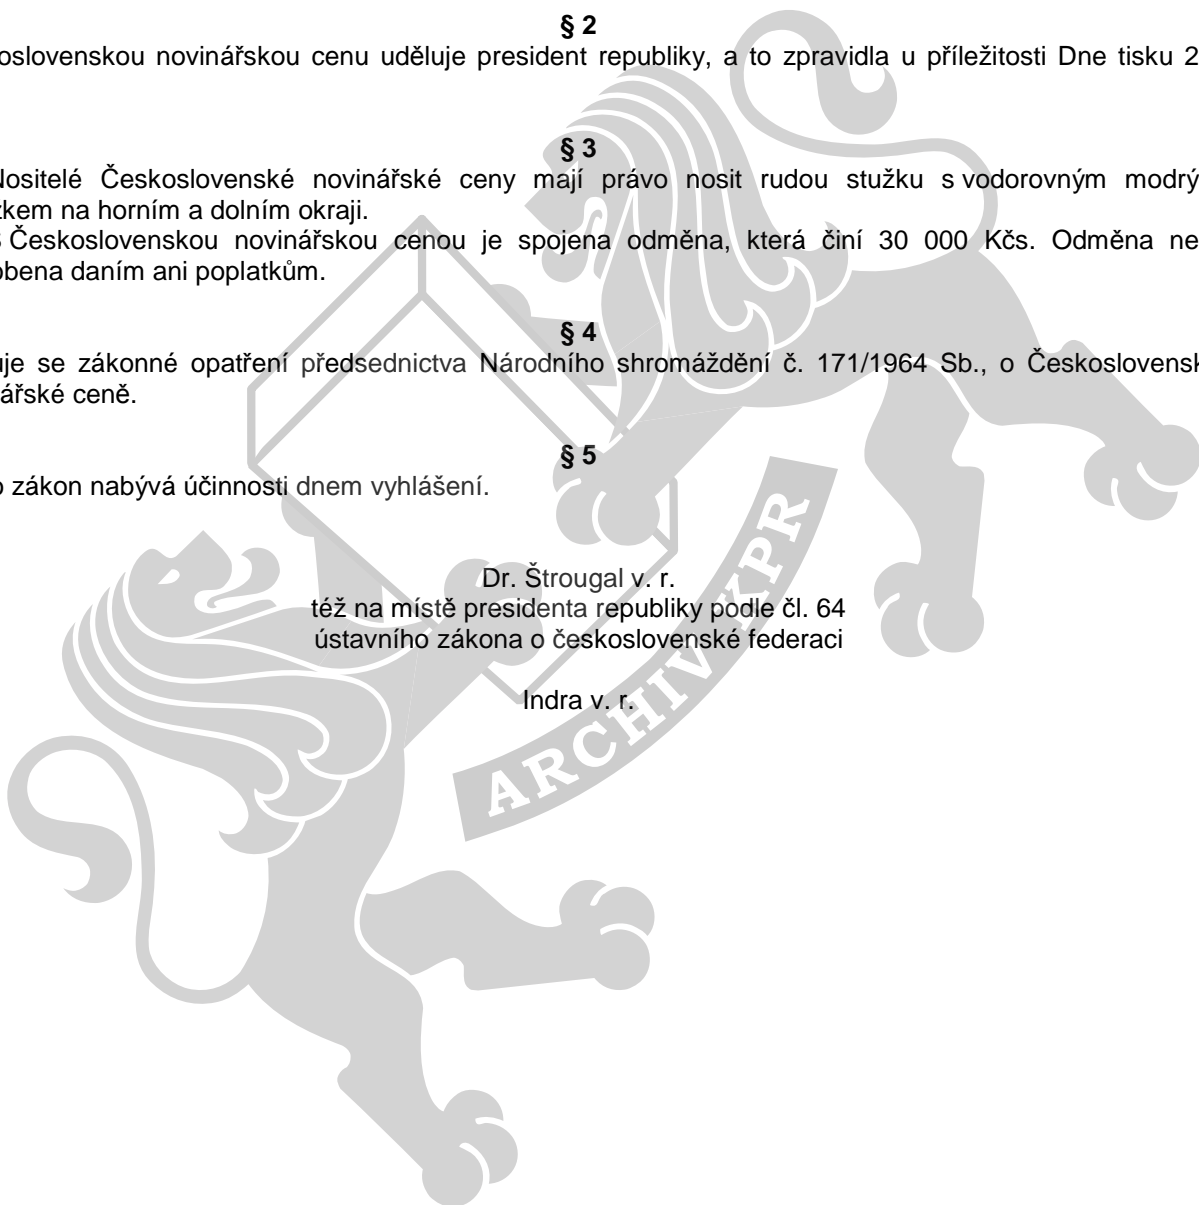 § 2
oslovenskou novinářskou cenu uděluje president republiky, a to zpravidla u příležitosti Dne tisku 2
§ 3
Nositelé Československé novinářské ceny mají právo nosit rudou stužku s vodorovným modrý
zkem na horním a dolním okraji.
S Československou novinářskou cenou je spojena odměna, která činí 30 000 Kčs. Odměna ne
obena daním ani poplatkům.
§ 4
uje se zákonné opatření předsednictva Národního shromáždění č. 171/1964 Sb., o Českosloven
ářské ceně.
§ 5
o zákon nabývá účinnosti dnem vyhlášení.
Dr. Štrougal v. r.
též na místě presidenta republiky podle čl. 64
ústavního zákona o československé federaci
Indra v. r.
ARCHIV KPR